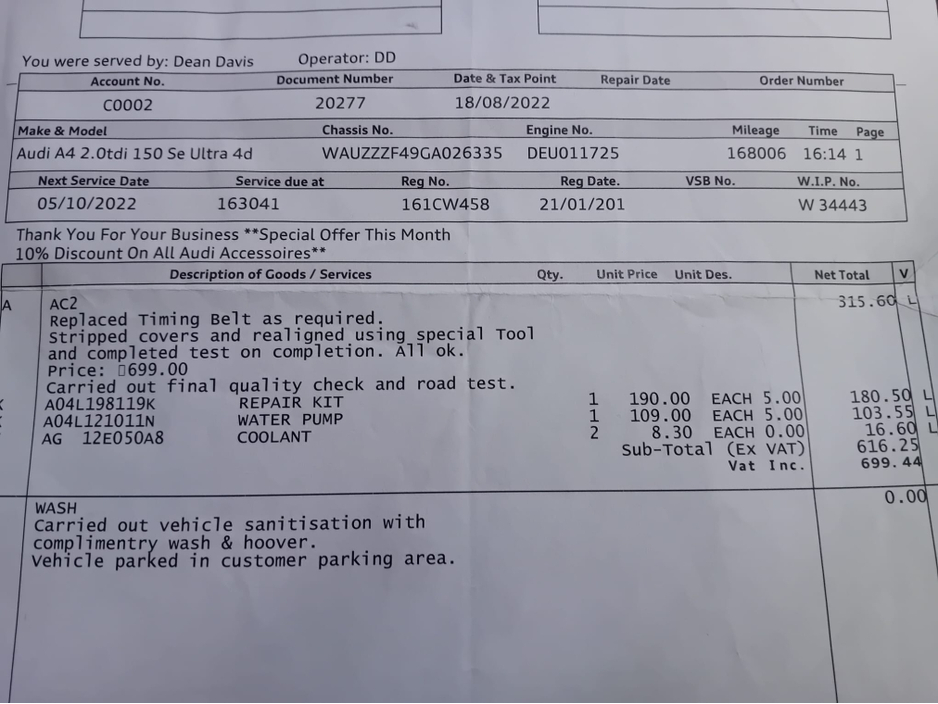 You were served by: Dean Davis Operator: DD
Account No. Document Number Date & Tax Point Repair Date Order Number
C0002 20277 18/08/2022
Make & Model Chassis No. Engine No. Mileage Time Page
Audi A4 2.0tdi 150 Se Ultra 4d WAUZZZF49GA026335 DEU011725 168006 16:14 1
Next Service Date Service due at Reg No. Reg Date. VSB No. W.I.P. No.
05/10/2022 163041 161CW458 21/01/201 W 34443
Thank You For Your Business **Special Offer This Month
10% Discount On All Audi Accessoires**
Description of Goods / Services Qty. Unit Price Unit Des. Net Total V
A AC2 315.60 L
Replaced Timing Belt as required.
Stripped covers and realigned using special Tool
and completed test on completion. All ok.
Price: 699.00
Carried out final quality check and road test.
A04L198119K REPAIR KIT 1 190.00 EACH 5.00 180.50 L
A04L121011N WATER PUMP 1 109.00 EACH 5.00 103.55 L
AG 12E050A8 COOLANT 2 8.30 EACH 0.00 16.60 L
Sub-Total (Ex VAT) 616.25
Vat Inc. 699.44
WASH 0.00
Carried out vehicle sanitisation with
complimentry wash & hoover.
Vehicle parked in customer parking area.